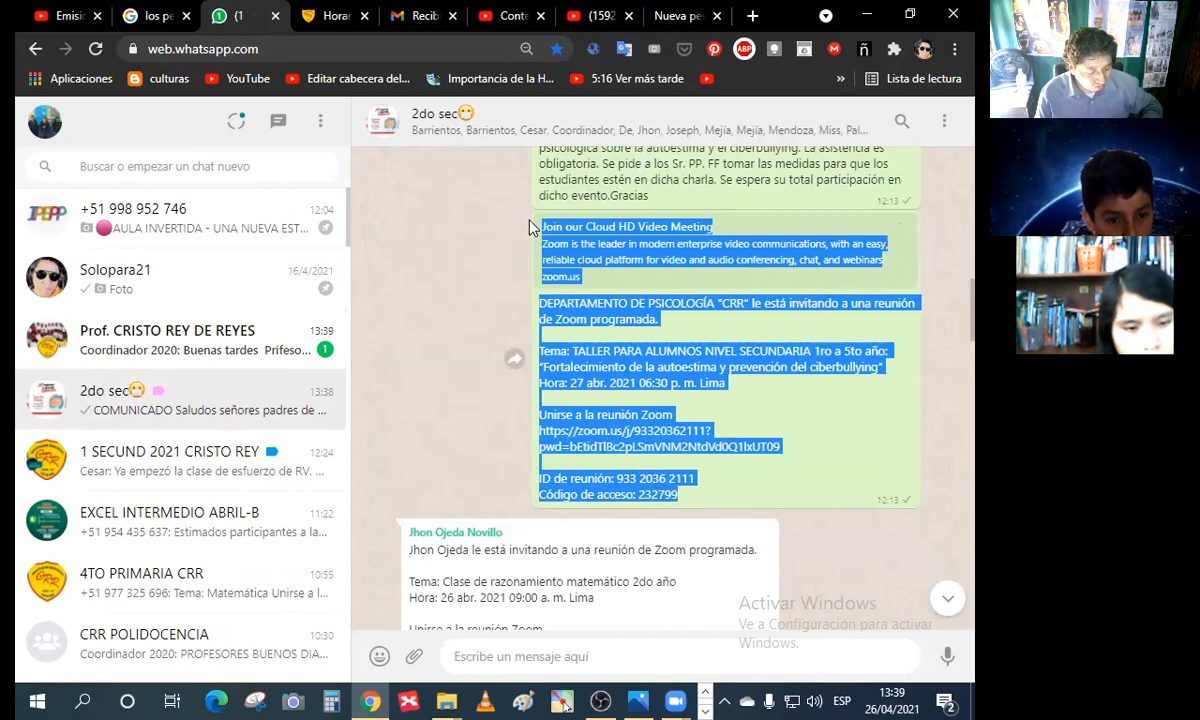 Emisic
los pe
(1
Horar
Recib
Conte
(1592
Nueva pes
web.whatsapp.com
Aplicaciones
culturas
YouTube
Editar cabecera del...
Importancia de la H...
5:16 Ver más tarde
»
Lista de lectura
2do sec
Barrientos, Barrientos, Cesar, Coordinador, De, Jhon, Joseph, Mejía, Mejía, Mendoza, Miss, Pal...
Buscar o empezar un chat nuevo
+51 998 952 746
12:04
AULA INVERTIDA - UNA NUEVA EST...
Solopara21
16/4/2021
Foto
Prof. CRISTO REY DE REYES
13:39
Coordinador 2020: Buenas tardes Prifeso...
1
2do sec
13:38
COMUNICADO Saludos señores padres de ...
1 SECUND 2021 CRISTO REY
12:24
Cesar: Ya empezó la clase de esfuerzo de RV. ...
EXCEL INTERMEDIO ABRIL-B
11:22
+51 954 435 637: Estimados participantes a la...
4TO PRIMARIA CRR
10:55
+51 977 325 696: Tema: Matemática Unirse a l...
CRR POLIDOCENCIA
10:30
Coordinador 2020: PROFESORES BUENOS DIA...
psicológica sobre la autoestima y el ciberbullying. La asistencia es
obligatoria. Se pide a los Sr. PP. FF tomar las medidas para que los
estudiantes estén en dicha charla. Se espera su total participación en
dicho evento.Gracias
12:13
Join our Cloud HD Video Meeting
Zoom is the leader in modern enterprise video communications, with an easy,
reliable cloud platform for video and audio conferencing, chat, and webinars
zoom.us
DEPARTAMENTO DE PSICOLOGÍA "CRR" le está invitando a una reunión
de Zoom programada.
Tema: TALLER PARA ALUMNOS NIVEL SECUNDARIA 1ro a 5to año:
"Fortalecimiento de la autoestima y prevención del ciberbullying"
Hora: 27 abr. 2021 06:30 p. m. Lima
Unirse a la reunión Zoom
https://zoom.us/j/93320362111?
pwd=bEtidTlBc2pLSmVNM2NtdVd0Q1lxUT09
ID de reunión: 933 2036 2111
Código de acceso: 232799
12:13
Jhon Ojeda Novillo
Jhon Ojeda le está invitando a una reunión de Zoom programada.
Tema: Clase de razonamiento matemático 2do año
Hora: 26 abr. 2021 09:00 a. m. Lima
Unirse a la reunión Zoom
Activar Windows
Ve a Configuración para activar
Windows.
Escribe un mensaje aquí
ESP
13:39
26/04/2021
2